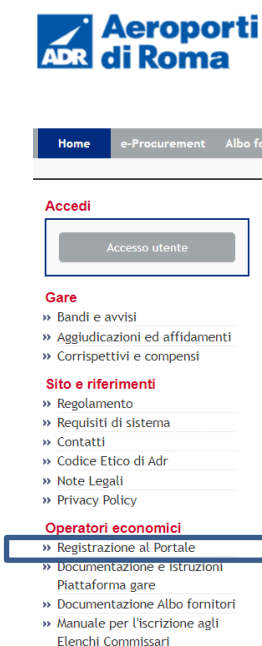 Aeroporti
ADR di Roma
Home e-Procurement Albo
Accedi
Accesso utente
Gare
» Bandi e avvisi
» Aggiudicazioni ed affidamenti
» Corrispettivi e compensi
Sito e riferimenti
» Regolamento
» Requisiti di sistema
» Contatti
» Codice Etico di Adr
» Note Legali
» Privacy Policy
Operatori economici
» Registrazione al Portale
» Documentazione e istruzioni
Piattaforma gare
» Documentazione Albo fornitori
» Manuale per l'iscrizione agli
Elenchi Commissari